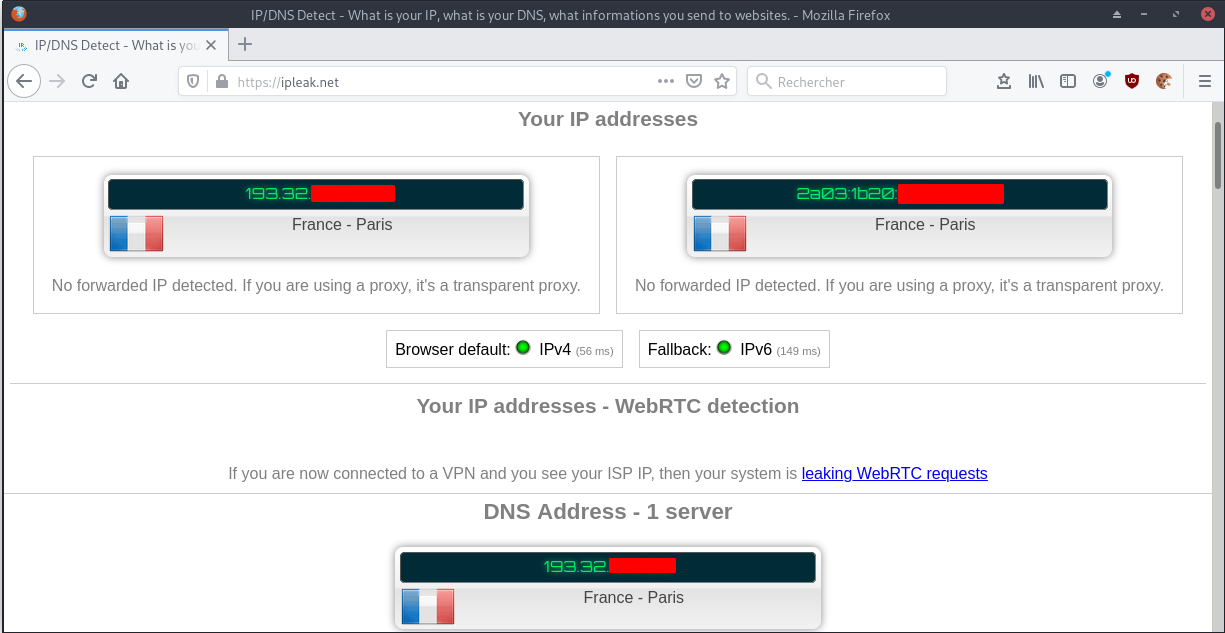 IP/DNS Detect - What is your IP, what is your DNS, what informations you send to websites. - Mozilla Firefox
IP/DNS Detect - What is you
https://ipleak.net
Rechercher
Your IP addresses
193.32.
2a03:1b20:
France - Paris
France - Paris
No forwarded IP detected. If you are using a proxy, it's a transparent proxy.
No forwarded IP detected. If you are using a proxy, it's a transparent proxy.
Browser default: IPv4 (56 ms)
Fallback: IPv6 (149 ms)
Your IP addresses - WebRTC detection
If you are now connected to a VPN and you see your ISP IP, then your system is leaking WebRTC requests
DNS Address - 1 server
193.32.
France - Paris